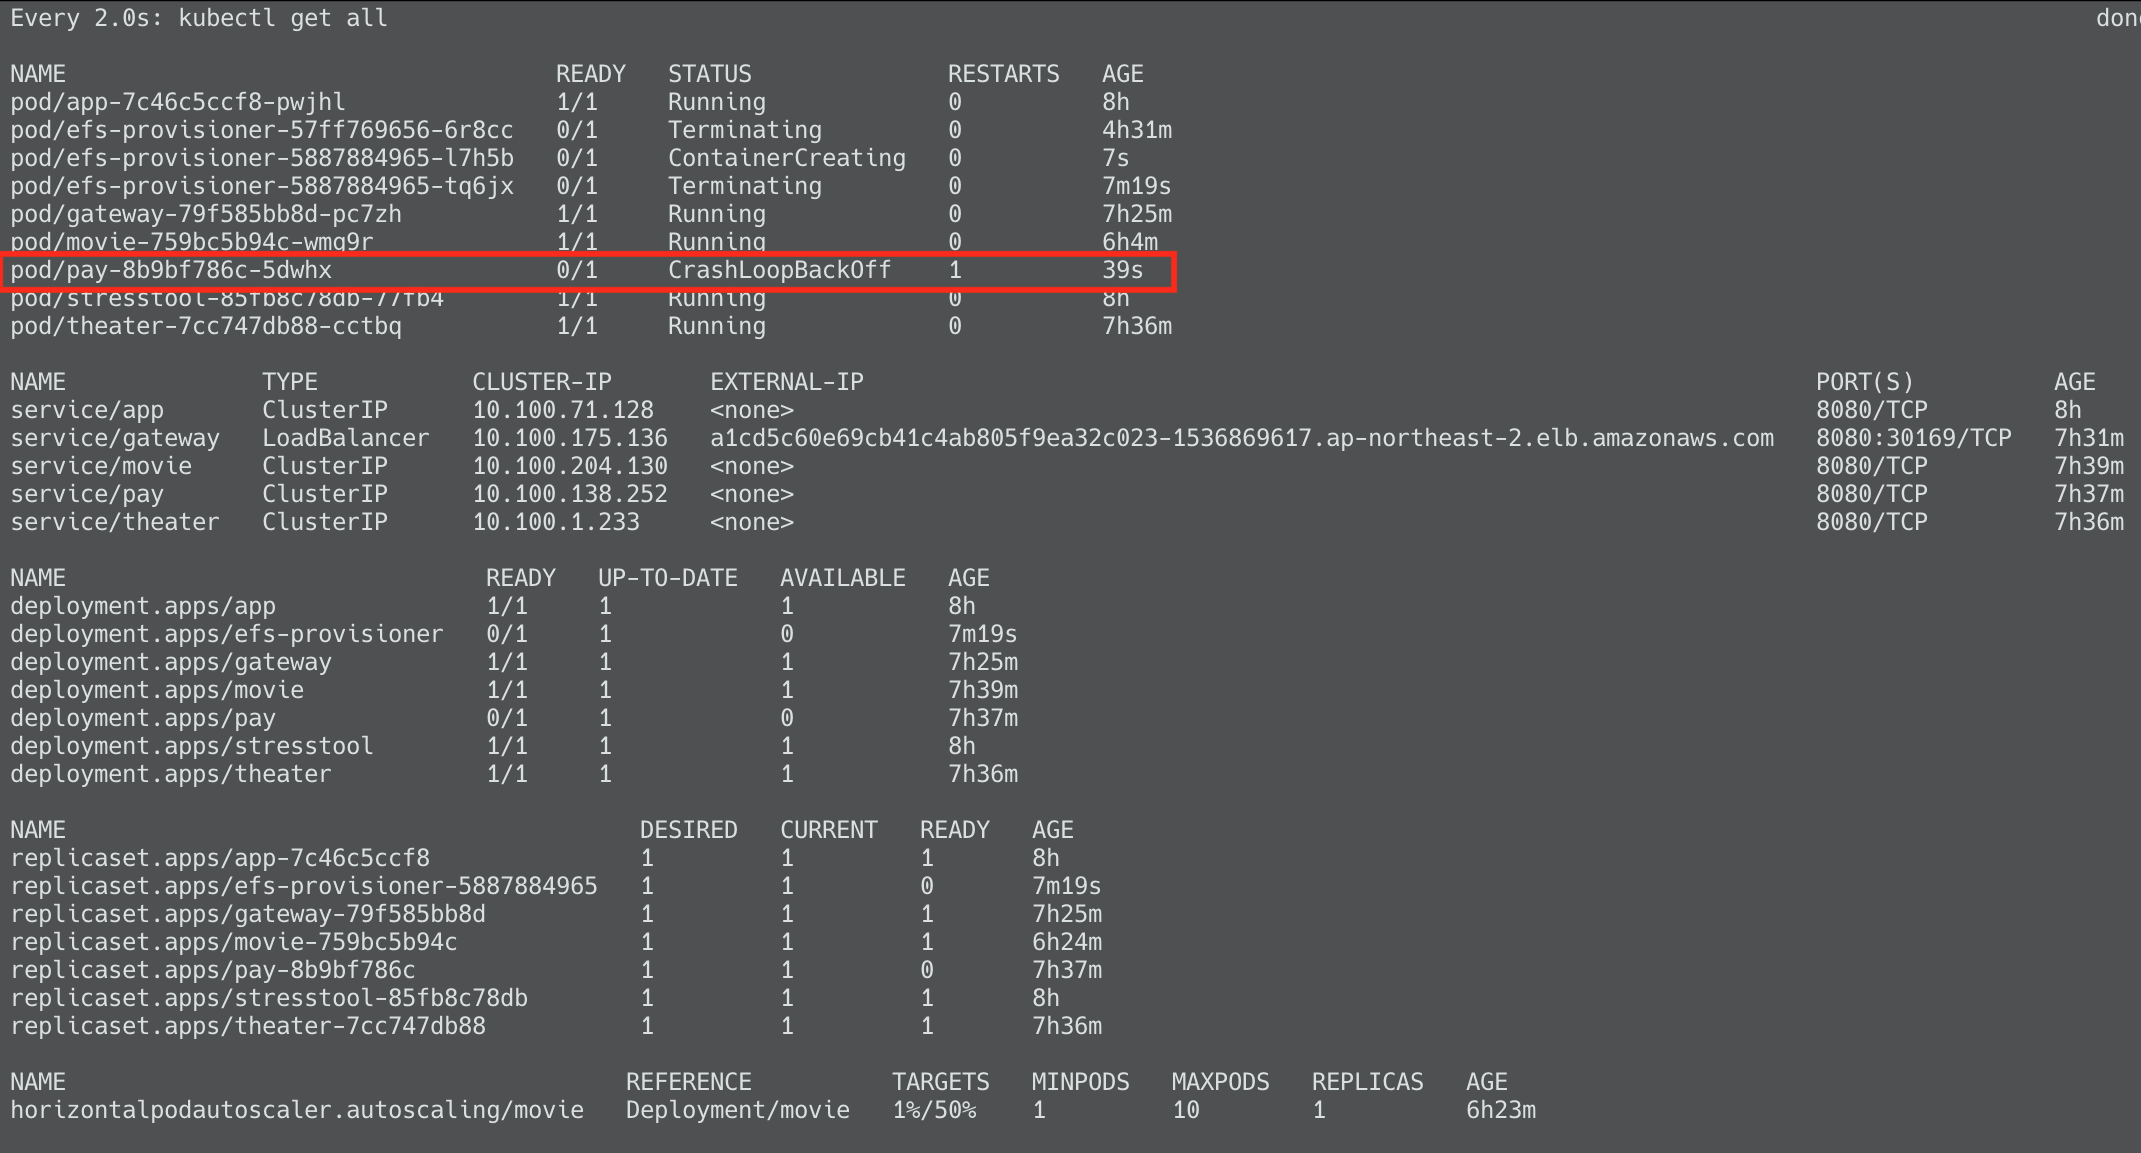 Every 2.0s: kubectl get all done
NAME READY STATUS RESTARTS AGE
pod/app-7c46c5ccf8-pwjhl 1/1 Running 0 8h
pod/efs-provisioner-57ff769656-6r8cc 0/1 Terminating 0 4h31m
pod/efs-provisioner-5887884965-l7h5b 0/1 ContainerCreating 0 7s
pod/efs-provisioner-5887884965-tq6jx 0/1 Terminating 0 7m19s
pod/gateway-79f585bb8d-pc7zh 1/1 Running 0 7h25m
pod/movie-759bc5b94c-wmq9r 1/1 Running 0 6h4m
pod/pay-8b9bf786c-5dwhx 0/1 CrashLoopBackOff 1 39s
pod/stresstool-85fb8c78db-77fb4 1/1 Running 0 8h
pod/theater-7cc747db88-cctbq 1/1 Running 0 7h36m
NAME TYPE CLUSTER-IP EXTERNAL-IP PORT(S) AGE
service/app ClusterIP 10.100.71.128 <none> 8080/TCP 8h
service/gateway LoadBalancer 10.100.175.136 a1cd5c60e69cb41c4ab805f9ea32c023-1536869617.ap-northeast-2.elb.amazonaws.com 8080:30169/TCP 7h31m
service/movie ClusterIP 10.100.204.130 <none> 8080/TCP 7h39m
service/pay ClusterIP 10.100.138.252 <none> 8080/TCP 7h37m
service/theater ClusterIP 10.100.1.233 <none> 8080/TCP 7h36m
NAME READY UP-TO-DATE AVAILABLE AGE
deployment.apps/app 1/1 1 1 8h
deployment.apps/efs-provisioner 0/1 1 0 7m19s
deployment.apps/gateway 1/1 1 1 7h25m
deployment.apps/movie 1/1 1 1 7h39m
deployment.apps/pay 0/1 1 0 7h37m
deployment.apps/stresstool 1/1 1 1 8h
deployment.apps/theater 1/1 1 1 7h36m
NAME DESIRED CURRENT READY AGE
replicaset.apps/app-7c46c5ccf8 1 1 1 8h
replicaset.apps/efs-provisioner-5887884965 1 1 0 7m19s
replicaset.apps/gateway-79f585bb8d 1 1 1 7h25m
replicaset.apps/movie-759bc5b94c 1 1 1 6h24m
replicaset.apps/pay-8b9bf786c 1 1 0 7h37m
replicaset.apps/stresstool-85fb8c78db 1 1 1 8h
replicaset.apps/theater-7cc747db88 1 1 1 7h36m
NAME REFERENCE TARGETS MINPODS MAXPODS REPLICAS AGE
horizontalpodautoscaler.autoscaling/movie Deployment/movie 1%/50% 1 10 1 6h23m